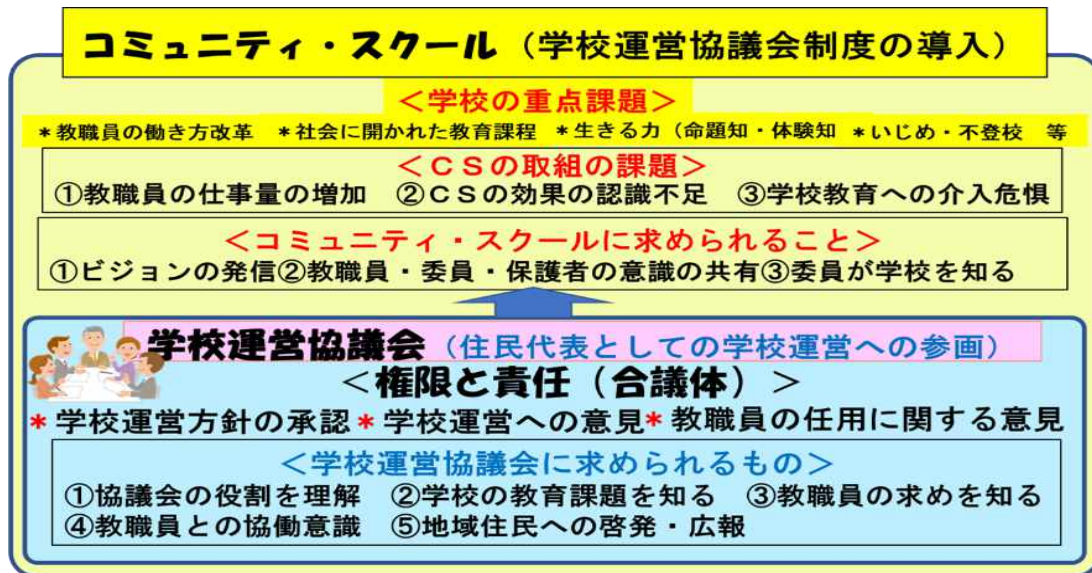 コミュニティ・スクール（学校運営協議会制度の導入）
＜学校の重点課題＞
＊教職員の働き方改革　＊社会に開かれた教育課程　＊生きる力（命題知・体験知　＊いじめ・不登校　等
＜ＣＳの取組の課題＞
①教職員の仕事量の増加　②ＣＳの効果の認識不足　③学校教育への介入危惧
＜コミュニティ・スクールに求められること＞
①ビジョンの発信②教職員・委員・保護者の意識の共有③委員が学校を知る
学校運営協議会（住民代表としての学校運営への参画）
＜権限と責任（合議体）＞
＊学校運営方針の承認＊学校運営への意見＊教職員の任用に関する意見
＜学校運営協議会に求められるもの＞
①協議会の役割を理解　②学校の教育課題を知る　③教職員の求めを知る
④教職員との協働意識　⑤地域住民への啓発・広報